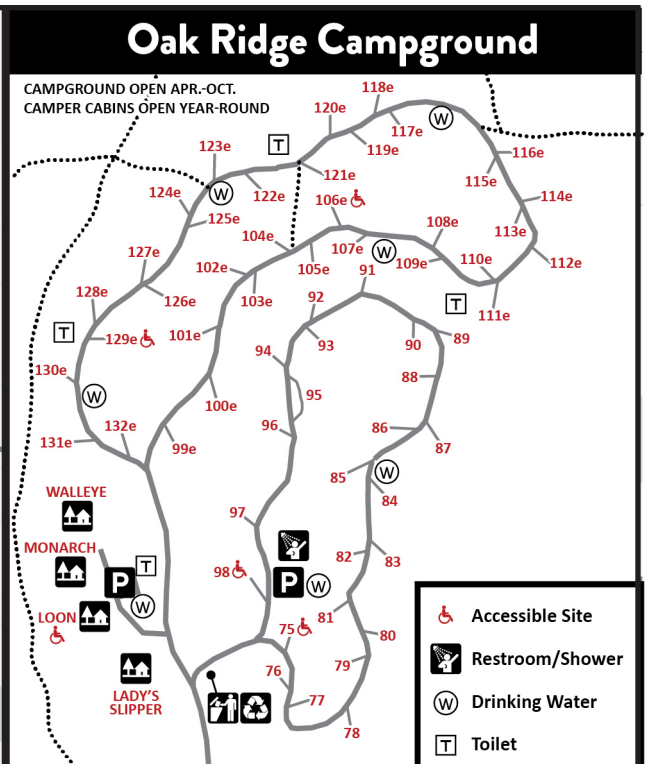 Oak Ridge Campground
CAMPGROUND OPEN APR.-OCT.
CAMPER CABINS OPEN YEAR-ROUND
118e
120e
W
117e
123e
T
119e
116e
121e
115e
124e
W
122e
106e
114e
125e
108e
113e
104e
107e
W
127e
102e
105e
109e
110e
112e
91
128e
126e
103e
92
T
111e
T
129e
101e
93
90
89
94
130e
88
W
95
100e
132e
96
86
131e
99e
87
85
W
WALLEYE
84
97
MONARCH
82
83
T
98
P
P
W
W
LOON
81
75
80
79
76
LADY'S
SLIPPER
77
78
Accessible Site
Restroom/Shower
W Drinking Water
T Toilet